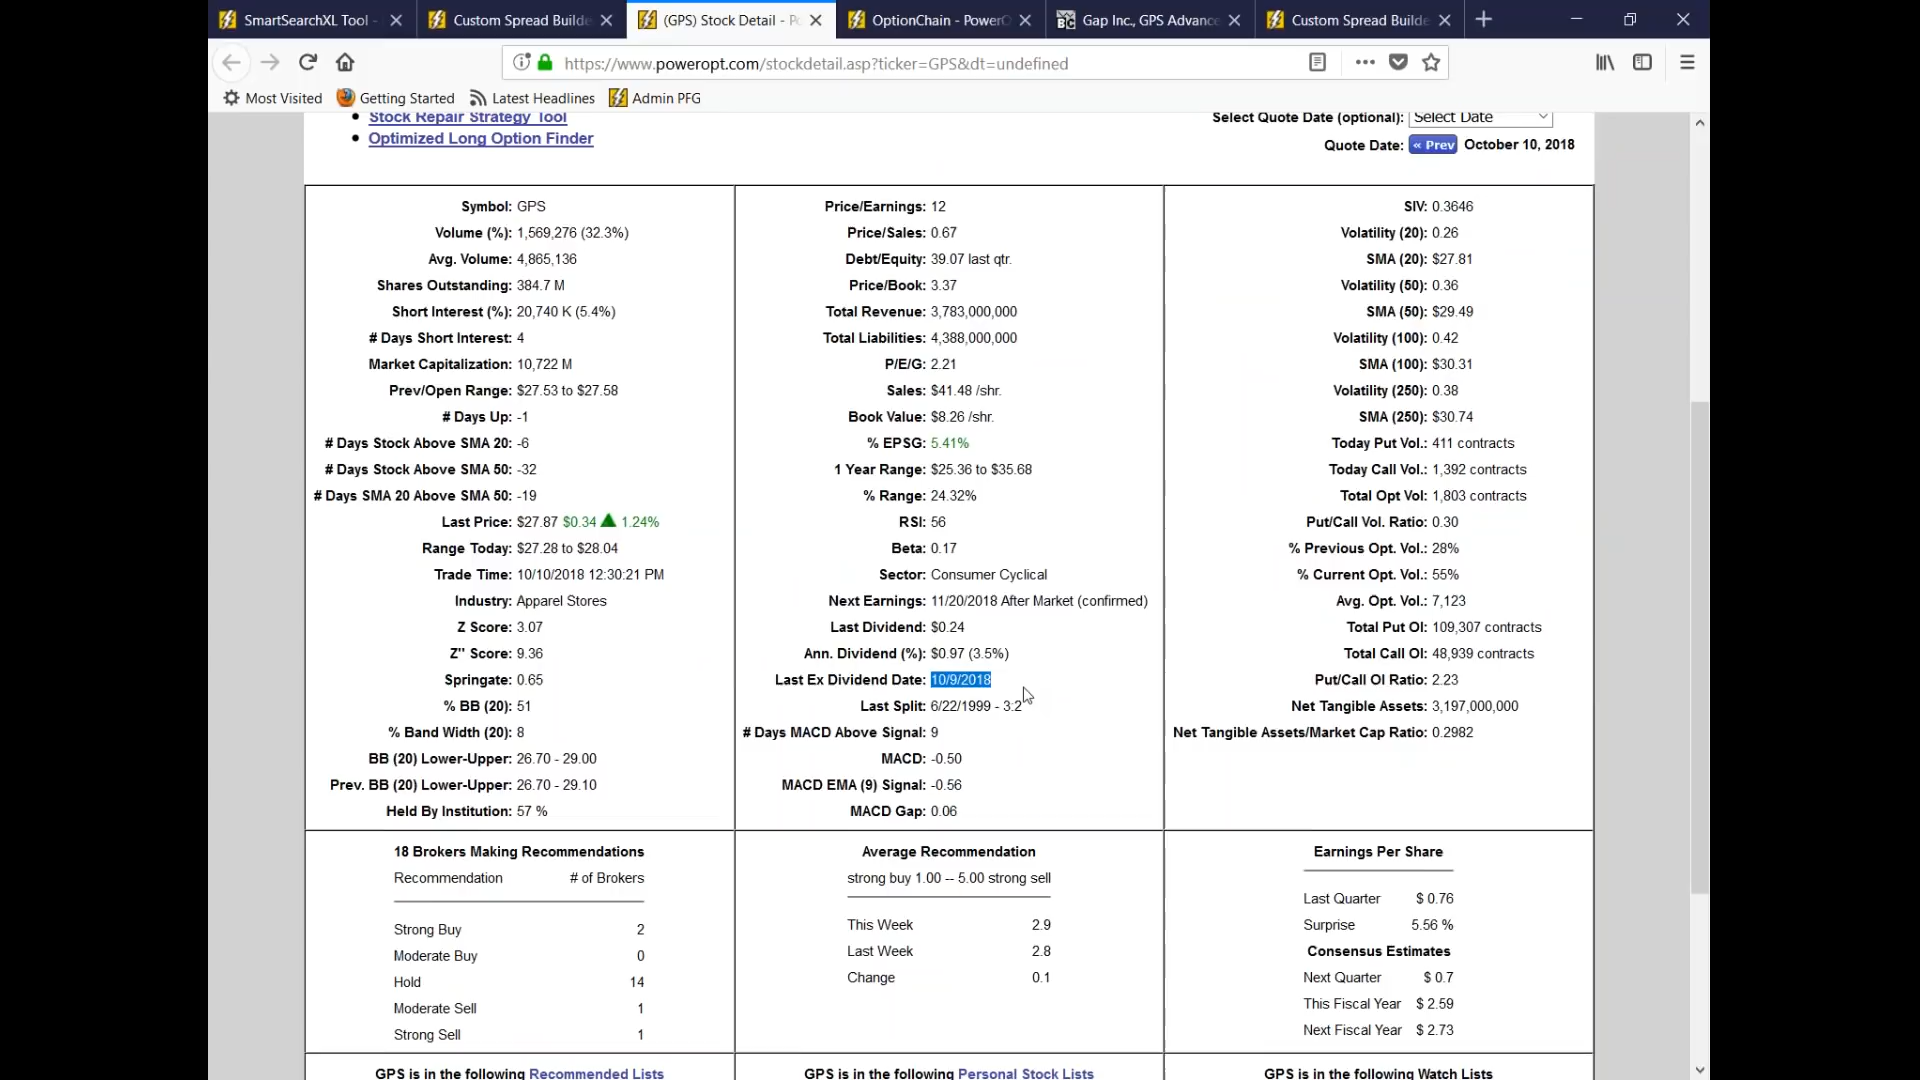 SmartSearchXL Tool -
Custom Spread Builde
(GPS) Stock Detail - Po
OptionChain - PowerO
Gap Inc., GPS Advance
Custom Spread Builde
https://www.poweropt.com/stockdetail.asp?ticker=GPS&dt=undefined
Most Visited
Getting Started
Latest Headlines
Admin PFG
Stock Repair Strategy Tool
Optimized Long Option Finder
Select Quote Date (optional): Select Date
Quote Date: « Prev October 10, 2018
Symbol: GPS
Volume (%): 1,569,276 (32.3%)
Avg. Volume: 4,865,136
Shares Outstanding: 384.7 M
Short Interest (%): 20,740 K (5.4%)
# Days Short Interest: 4
Market Capitalization: 10,722 M
Prev/Open Range: $27.53 to $27.58
# Days Up: -1
# Days Stock Above SMA 20: -6
# Days Stock Above SMA 50: -32
# Days SMA 20 Above SMA 50: -19
Last Price: $27.87 $0.34 ▲ 1.24%
Range Today: $27.28 to $28.04
Trade Time: 10/10/2018 12:30:21 PM
Industry: Apparel Stores
Z Score: 3.07
Z" Score: 9.36
Springate: 0.65
% BB (20): 51
% Band Width (20): 8
BB (20) Lower-Upper: 26.70 - 29.00
Prev. BB (20) Lower-Upper: 26.70 - 29.10
Held By Institution: 57 %
Price/Earnings: 12
Price/Sales: 0.67
Debt/Equity: 39.07 last qtr.
Price/Book: 3.37
Total Revenue: 3,783,000,000
Total Liabilities: 4,388,000,000
P/E/G: 2.21
Sales: $41.48 /shr.
Book Value: $8.26 /shr.
% EPSG: 5.41%
1 Year Range: $25.36 to $35.68
% Range: 24.32%
RSI: 56
Beta: 0.17
Sector: Consumer Cyclical
Next Earnings: 11/20/2018 After Market (confirmed)
Last Dividend: $0.24
Ann. Dividend (%): $0.97 (3.5%)
Last Ex Dividend Date: 10/9/2018
Last Split: 6/22/1999 - 3:2
# Days MACD Above Signal: 9
MACD: -0.50
MACD EMA (9) Signal: -0.56
MACD Gap: 0.06
SIV: 0.3646
Volatility (20): 0.26
SMA (20): $27.81
Volatility (50): 0.36
SMA (50): $29.49
Volatility (100): 0.42
SMA (100): $30.31
Volatility (250): 0.38
SMA (250): $30.74
Today Put Vol.: 411 contracts
Today Call Vol.: 1,392 contracts
Total Opt Vol: 1,803 contracts
Put/Call Vol. Ratio: 0.30
% Previous Opt. Vol.: 28%
% Current Opt. Vol.: 55%
Avg. Opt. Vol.: 7,123
Total Put OI: 109,307 contracts
Total Call OI: 48,939 contracts
Put/Call OI Ratio: 2.23
Net Tangible Assets: 3,197,000,000
Net Tangible Assets/Market Cap Ratio: 0.2982
18 Brokers Making Recommendations
Recommendation # of Brokers
Strong Buy 2
Moderate Buy 0
Hold 14
Moderate Sell 1
Strong Sell 1
Average Recommendation
strong buy 1.00 -- 5.00 strong sell
This Week 2.9
Last Week 2.8
Change 0.1
Earnings Per Share
Last Quarter $ 0.76
Surprise 5.56 %
Consensus Estimates
Next Quarter $ 0.7
This Fiscal Year $ 2.59
Next Fiscal Year $ 2.73
GPS is in the following Recommended Lists
GPS is in the following Personal Stock Lists
GPS is in the following Watch Lists